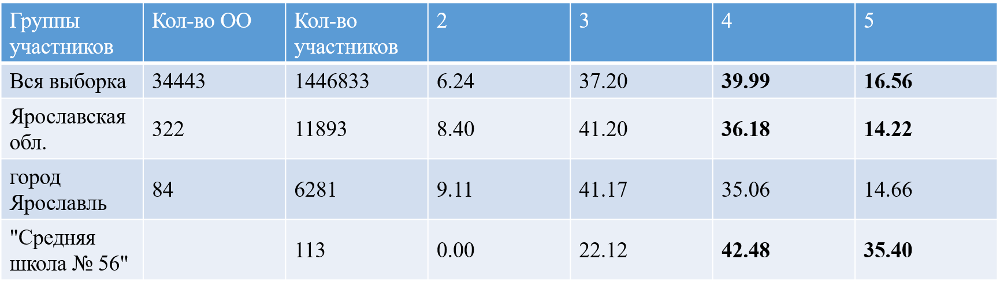 Группы участников Кол-во ОО Кол-во участников 2 3 4 5
Вся выборка 34443 1446833 6.24 37.20 39.99 16.56
Ярославская обл. 322 11893 8.40 41.20 36.18 14.22
город Ярославль 84 6281 9.11 41.17 35.06 14.66
"Средняя школа № 56" 113 0.00 22.12 42.48 35.40